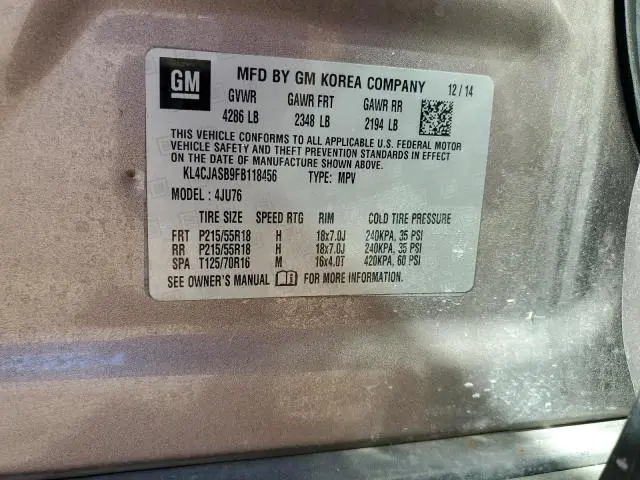 GM
MFD BY GM KOREA COMPANY 12/14
GVWR GAWR FRT GAWR RR
4286 LB 2348 LB 2194 LB
THIS VEHICLE CONFORMS TO ALL APPLICABLE U.S. FEDERAL MOTOR
VEHICLE SAFETY AND THEFT PREVENTION STANDARDS IN EFFECT
ON THE DATE OF MANUFACTURE SHOWN ABOVE.
KL4CJASB9FB118456 TYPE: MPV
MODEL: 4JU76
TIRE SIZE SPEED RTG RIM COLD TIRE PRESSURE
FRT P215/55R18 H 18x7.0J 240KPA, 35 PSI
RR P215/55R18 H 18x7.0J 240KPA, 35 PSI
SPA T125/70R16 M 16x4.0T 420KPA, 60 PSI
SEE OWNER'S MANUAL FOR MORE INFORMATION.